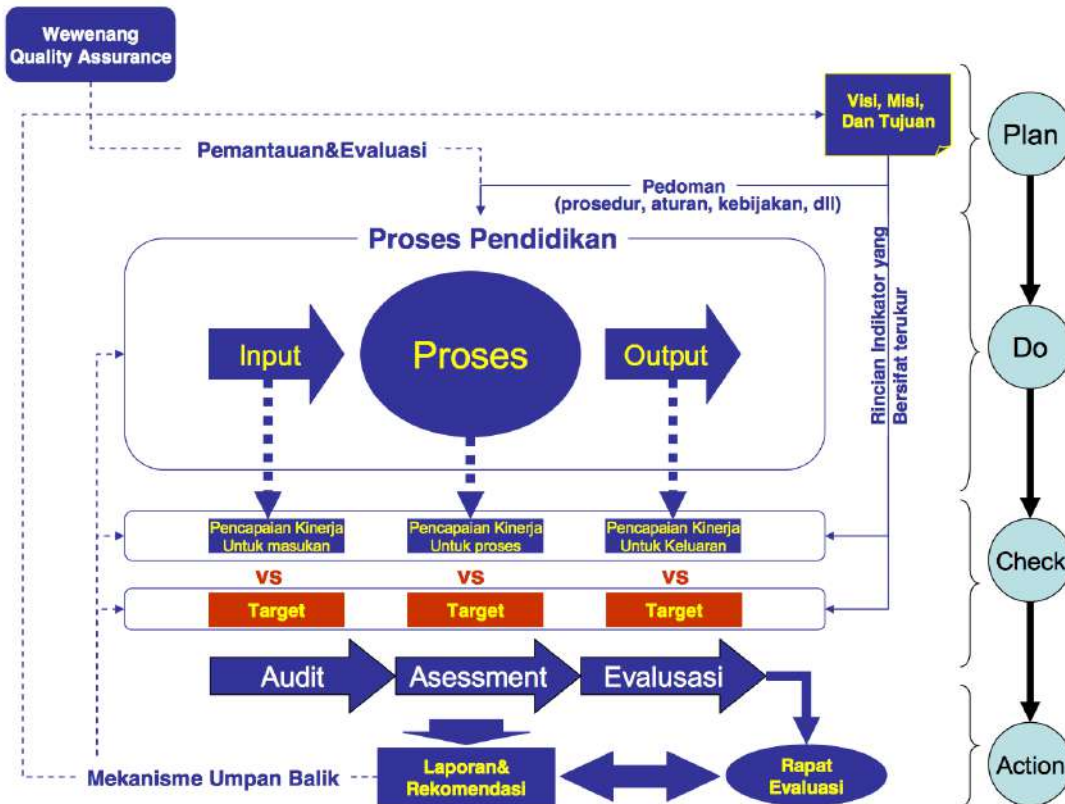 Wewenang
Quality Assurance
Visi, Misi,
Dan Tujuan
Plan
Pemantauan&Evaluasi
Pedoman
(prosedur, aturan, kebijakan, dll)
Proses Pendidikan
Rincian Indikator yang
Bersifat terukur
Input
Proses
Output
Do
Pencapaian Kinerja
Untuk masukan
Pencapaian Kinerja
Untuk proses
Pencapaian Kinerja
Untuk Keluaran
Check
vs
vs
vs
Target
Target
Target
Audit
Asessment
Evalusasi
Mekanisme Umpan Balik
Laporan&
Rekomendasi
Rapat
Evaluasi
Action